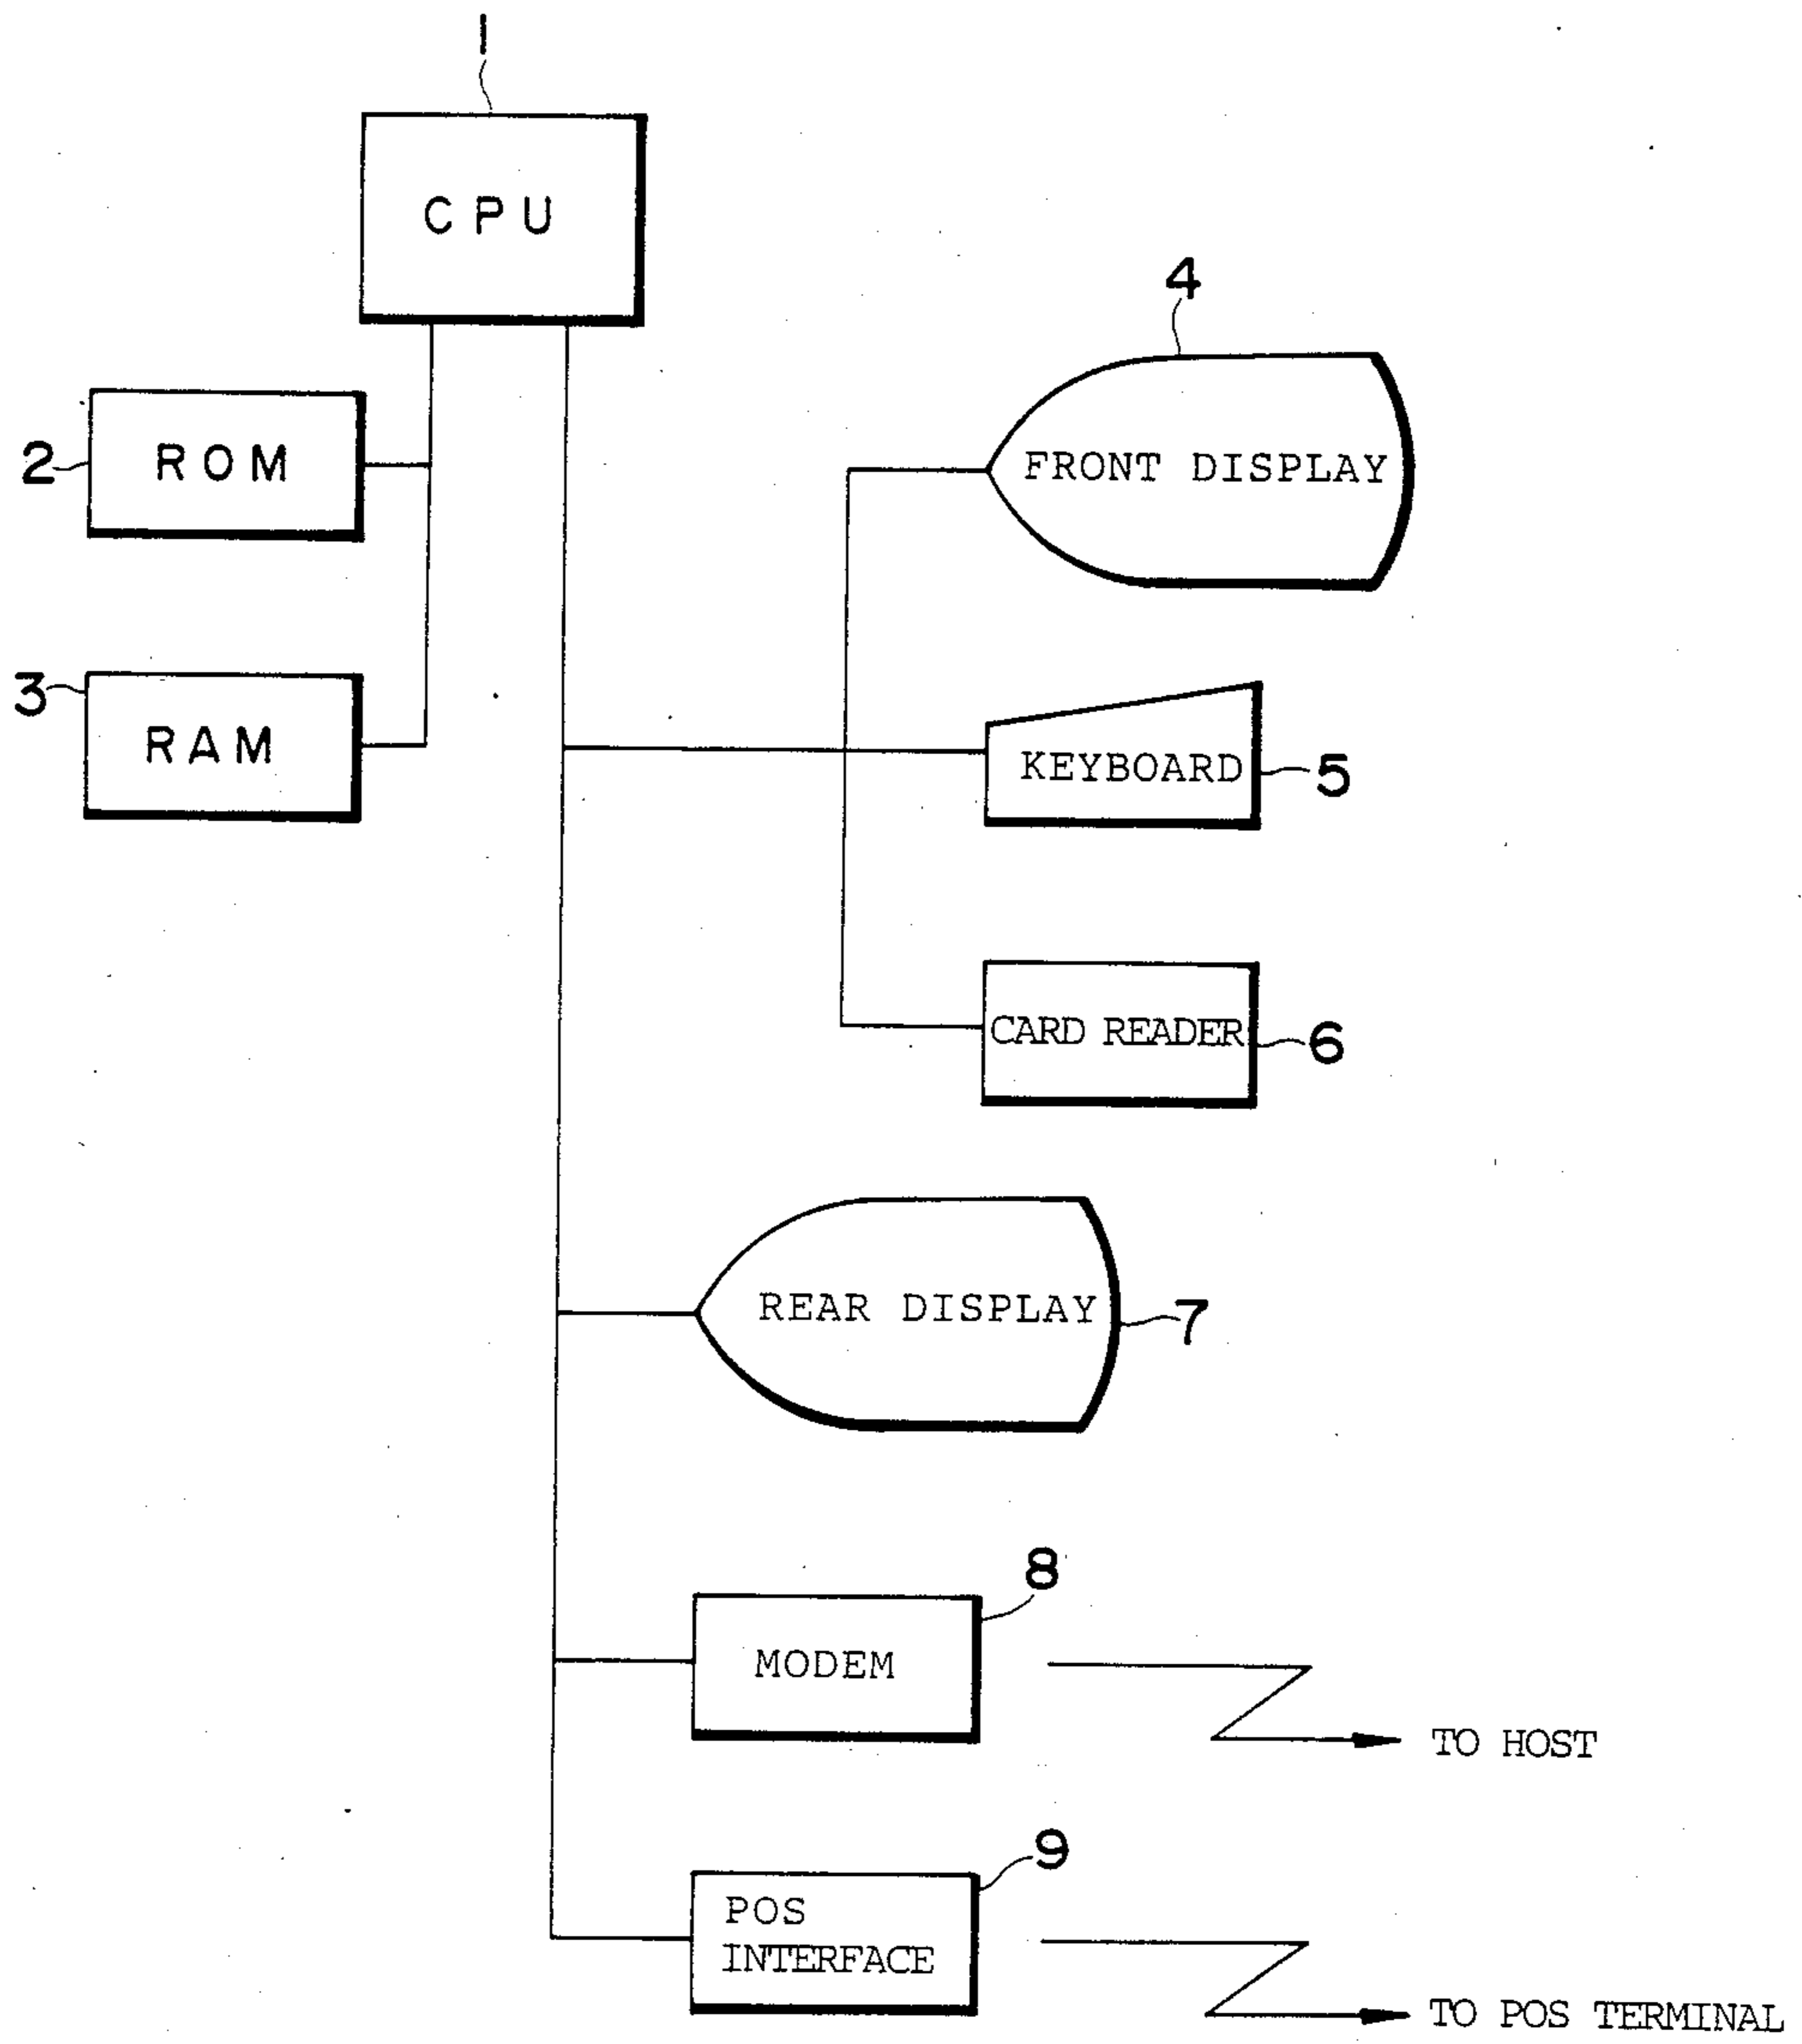 1
CPU
4
2
ROM
FRONT DISPLAY
3
RAM
KEYBOARD
5
CARD READER
6
REAR DISPLAY
7
8
MODEM
TO HOST
9
POS
INTERFACE
TO POS TERMINAL